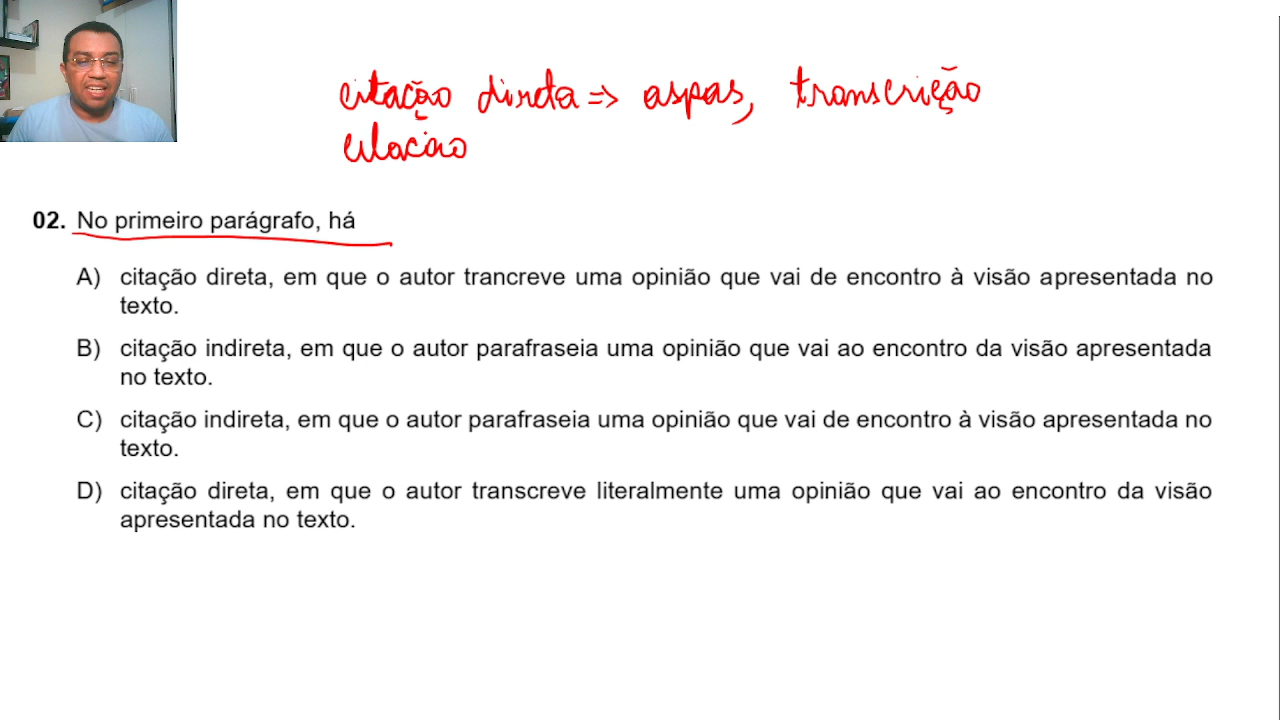 citação direta => aspas, transcrição
citação
02. No primeiro parágrafo, há
A) citação direta, em que o autor trancreve uma opinião que vai de encontro à visão apresentada no
texto.
B) citação indireta, em que o autor parafraseia uma opinião que vai ao encontro da visão apresentada
no texto.
C) citação indireta, em que o autor parafraseia uma opinião que vai de encontro à visão apresentada no
texto.
D) citação direta, em que o autor transcreve literalmente uma opinião que vai ao encontro da visão
apresentada no texto.